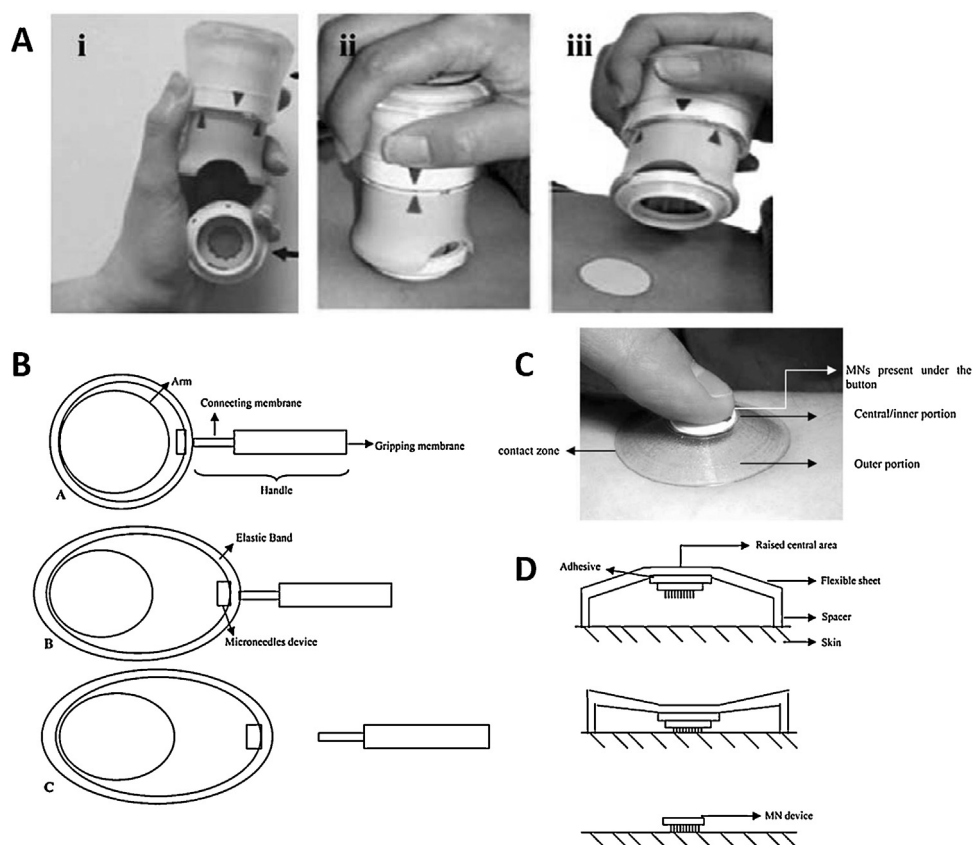 A
i
ii
iii
B
Arm
Connecting membrane
Gripping membrane
Handle
A
Elastic Band
Microneedles device
B
C
C
MNs present under the
button
Central/inner portion
contact zone
Outer portion
D
Raised central area
Adhesive
Flexible sheet
Spacer
Skin
MN device